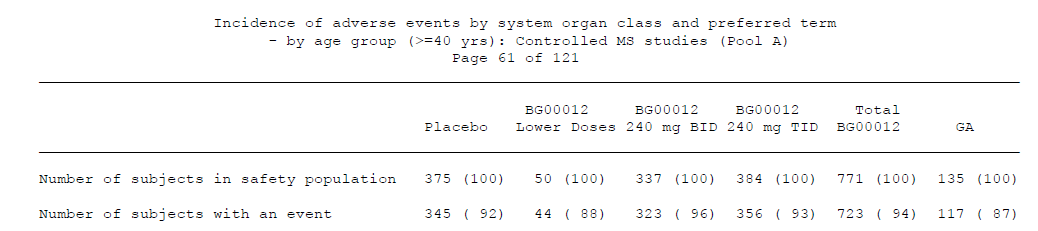 Incidence of adverse events by system organ class and preferred term
- by age group (>=40 yrs): Controlled MS studies (Pool A)
Page 61 of 121
BG00012 BG00012 BG00012 Total
Placebo Lower Doses 240 mg BID 240 mg TID BG00012 GA
Number of subjects in safety population 375 (100) 50 (100) 337 (100) 384 (100) 771 (100) 135 (100)
Number of subjects with an event 345 ( 92) 44 ( 88) 323 ( 96) 356 ( 93) 723 ( 94) 117 ( 87)